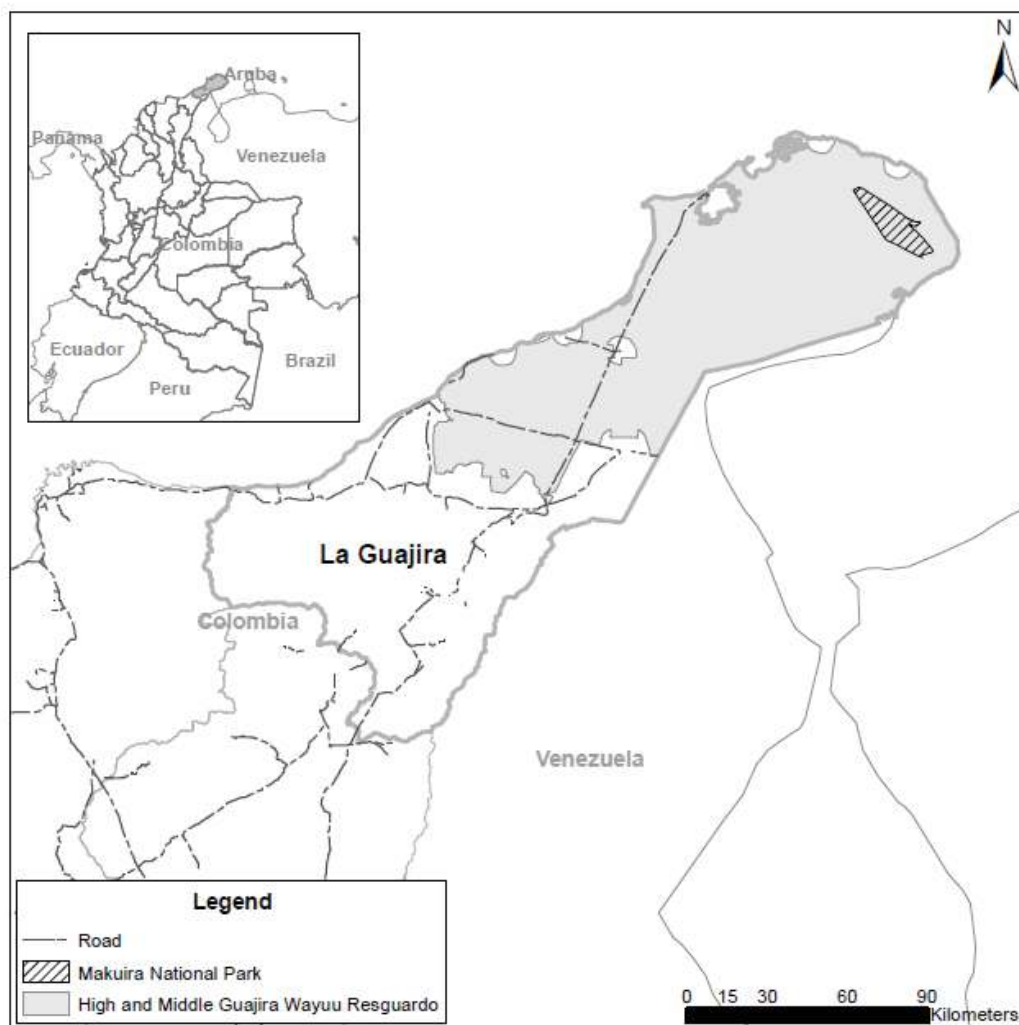 N
Aruba
Panama
Venezuela
Colombia
Ecuador
Brazil
Peru
La Guajira
Colombia
Venezuela
Legend
Road
Makuira National Park
High and Middle Guajira Wayuu Resguardo
0 15 30 60 90
Kilometers